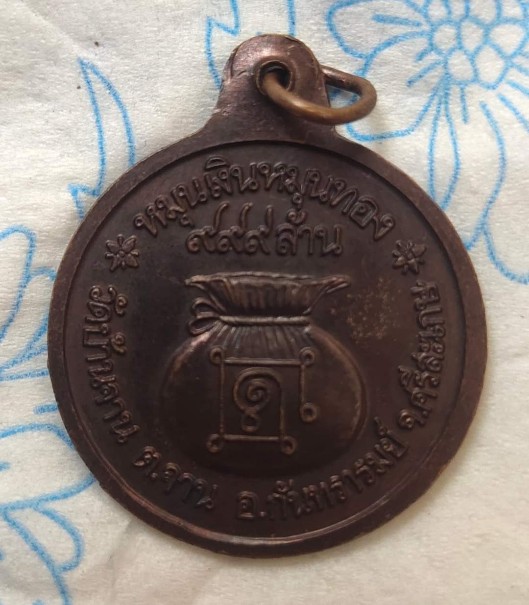 หมุนเงินหมุนทอง
๙๙๙ล้าน
วัดบ้านจาน ต.จาน อ.กันทรารมย์ จ.ศรีสะเกษ